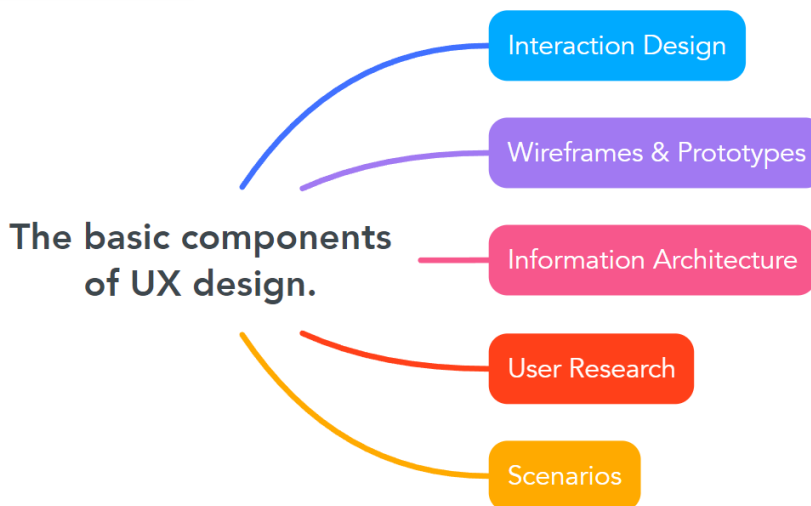 The basic components
of UX design.
Interaction Design
Wireframes & Prototypes
Information Architecture
User Research
Scenarios